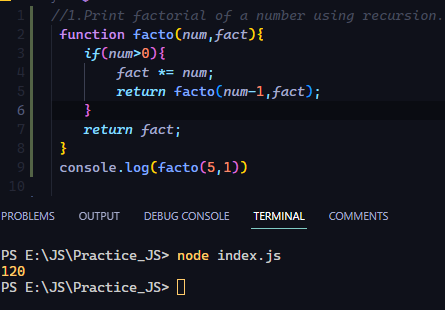 1 //1.Print factorial of a number using recursion.
2 function facto(num,fact){
3 if(num>0){
4 fact *= num;
5 return facto(num-1,fact);
6 }
7 return fact;
8 }
9 console.log(facto(5,1))
10
PROBLEMS OUTPUT DEBUG CONSOLE TERMINAL COMMENTS
PS E:\JS\Practice_JS> node index.js
120
PS E:\JS\Practice_JS>